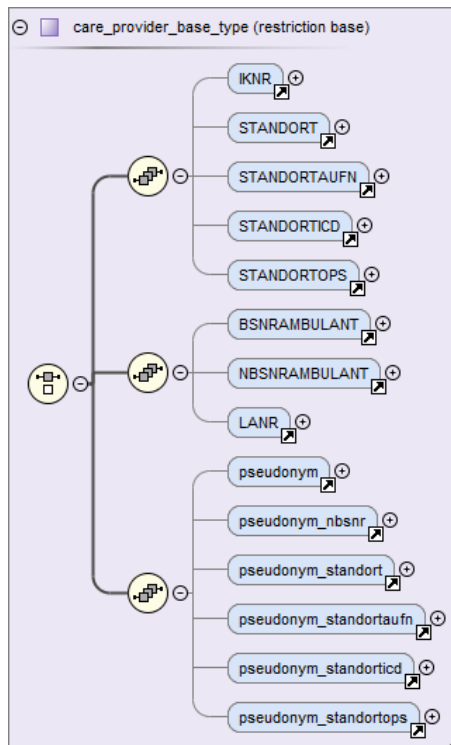 care_provider_base_type (restriction base)
IKNR
STANDORT
STANDORTAUFN
STANDORTICD
STANDORTOPS
BSNRAMBULANT
NBSNRAMBULANT
LANR
pseudonym
pseudonym_nbsnr
pseudonym_standort
pseudonym_standortaufn
pseudonym_standorticd
pseudonym_standortops